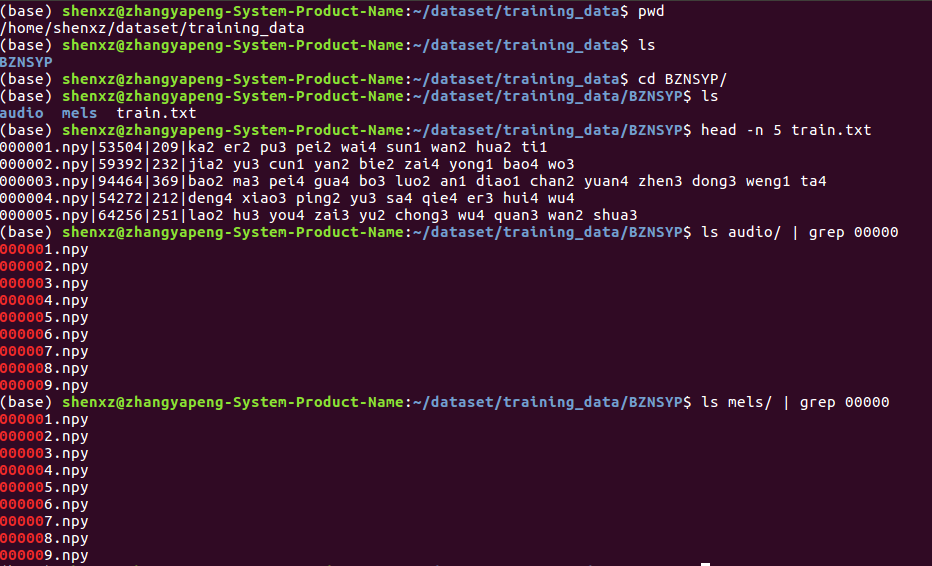 (base) shenxz@zhangyapeng-System-Product-Name:~/dataset/training_data$ pwd
/home/shenxz/dataset/training_data
(base) shenxz@zhangyapeng-System-Product-Name:~/dataset/training_data$ ls
BZNSYP
(base) shenxz@zhangyapeng-System-Product-Name:~/dataset/training_data$ cd BZNSYP/
(base) shenxz@zhangyapeng-System-Product-Name:~/dataset/training_data/BZNSYP$ ls
audio  mels  train.txt
(base) shenxz@zhangyapeng-System-Product-Name:~/dataset/training_data/BZNSYP$ head -n 5 train.txt
000001.npy|53504|209|ka2 er2 pu3 pei2 wai4 sun1 wan2 hua2 ti1
000002.npy|59392|232|jia2 yu3 cun1 yan2 bie2 zai4 yong1 bao4 wo3
000003.npy|94464|369|bao2 ma3 pei4 gua4 bo3 luo2 an1 diao1 chan2 yuan4 zhen3 dong3 weng1 ta4
000004.npy|54272|212|deng4 xiao3 ping2 yu3 sa4 qie4 er3 hui4 wu4
000005.npy|64256|251|lao2 hu3 you4 zai3 yu2 chong3 wu4 quan3 wan2 shua3
(base) shenxz@zhangyapeng-System-Product-Name:~/dataset/training_data/BZNSYP$ ls audio/ | grep 00000
000001.npy
000002.npy
000003.npy
000004.npy
000005.npy
000006.npy
000007.npy
000008.npy
000009.npy
(base) shenxz@zhangyapeng-System-Product-Name:~/dataset/training_data/BZNSYP$ ls mels/ | grep 00000
000001.npy
000002.npy
000003.npy
000004.npy
000005.npy
000006.npy
000007.npy
000008.npy
000009.npy